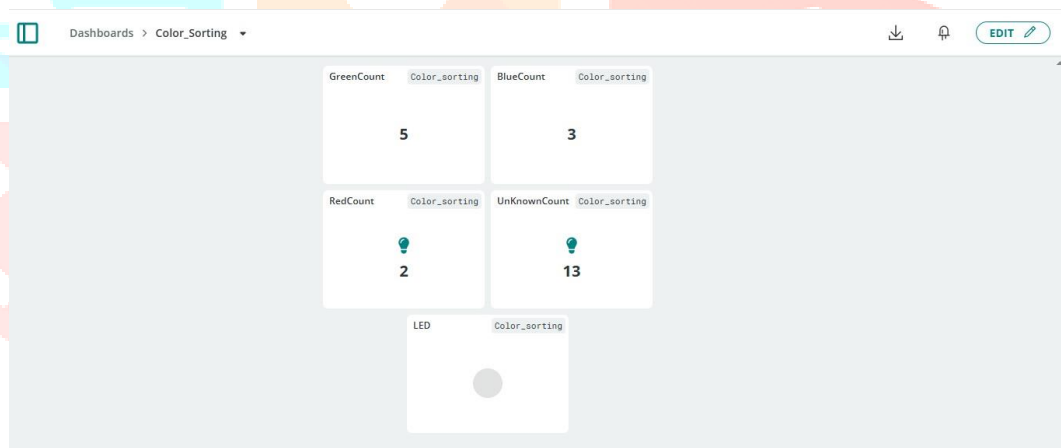 Dashboards > Color_Sorting
EDIT
GreenCount Color_sorting
5
BlueCount Color_sorting
3
RedCount Color_sorting
2
UnKnownCount Color_sorting
13
LED Color_sorting